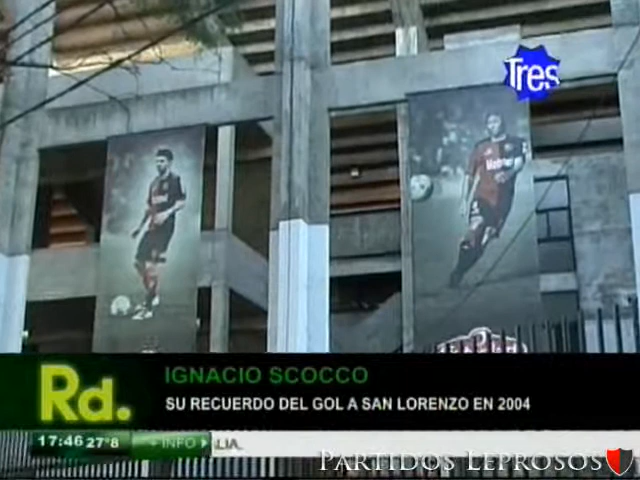 Tres
Rd.
IGNACIO SCOCCO
SU RECUERDO DEL GOL A SAN LORENZO EN 2004
17:46 27°8 +INFO LIA.
PARTIDOS LEPROSOS